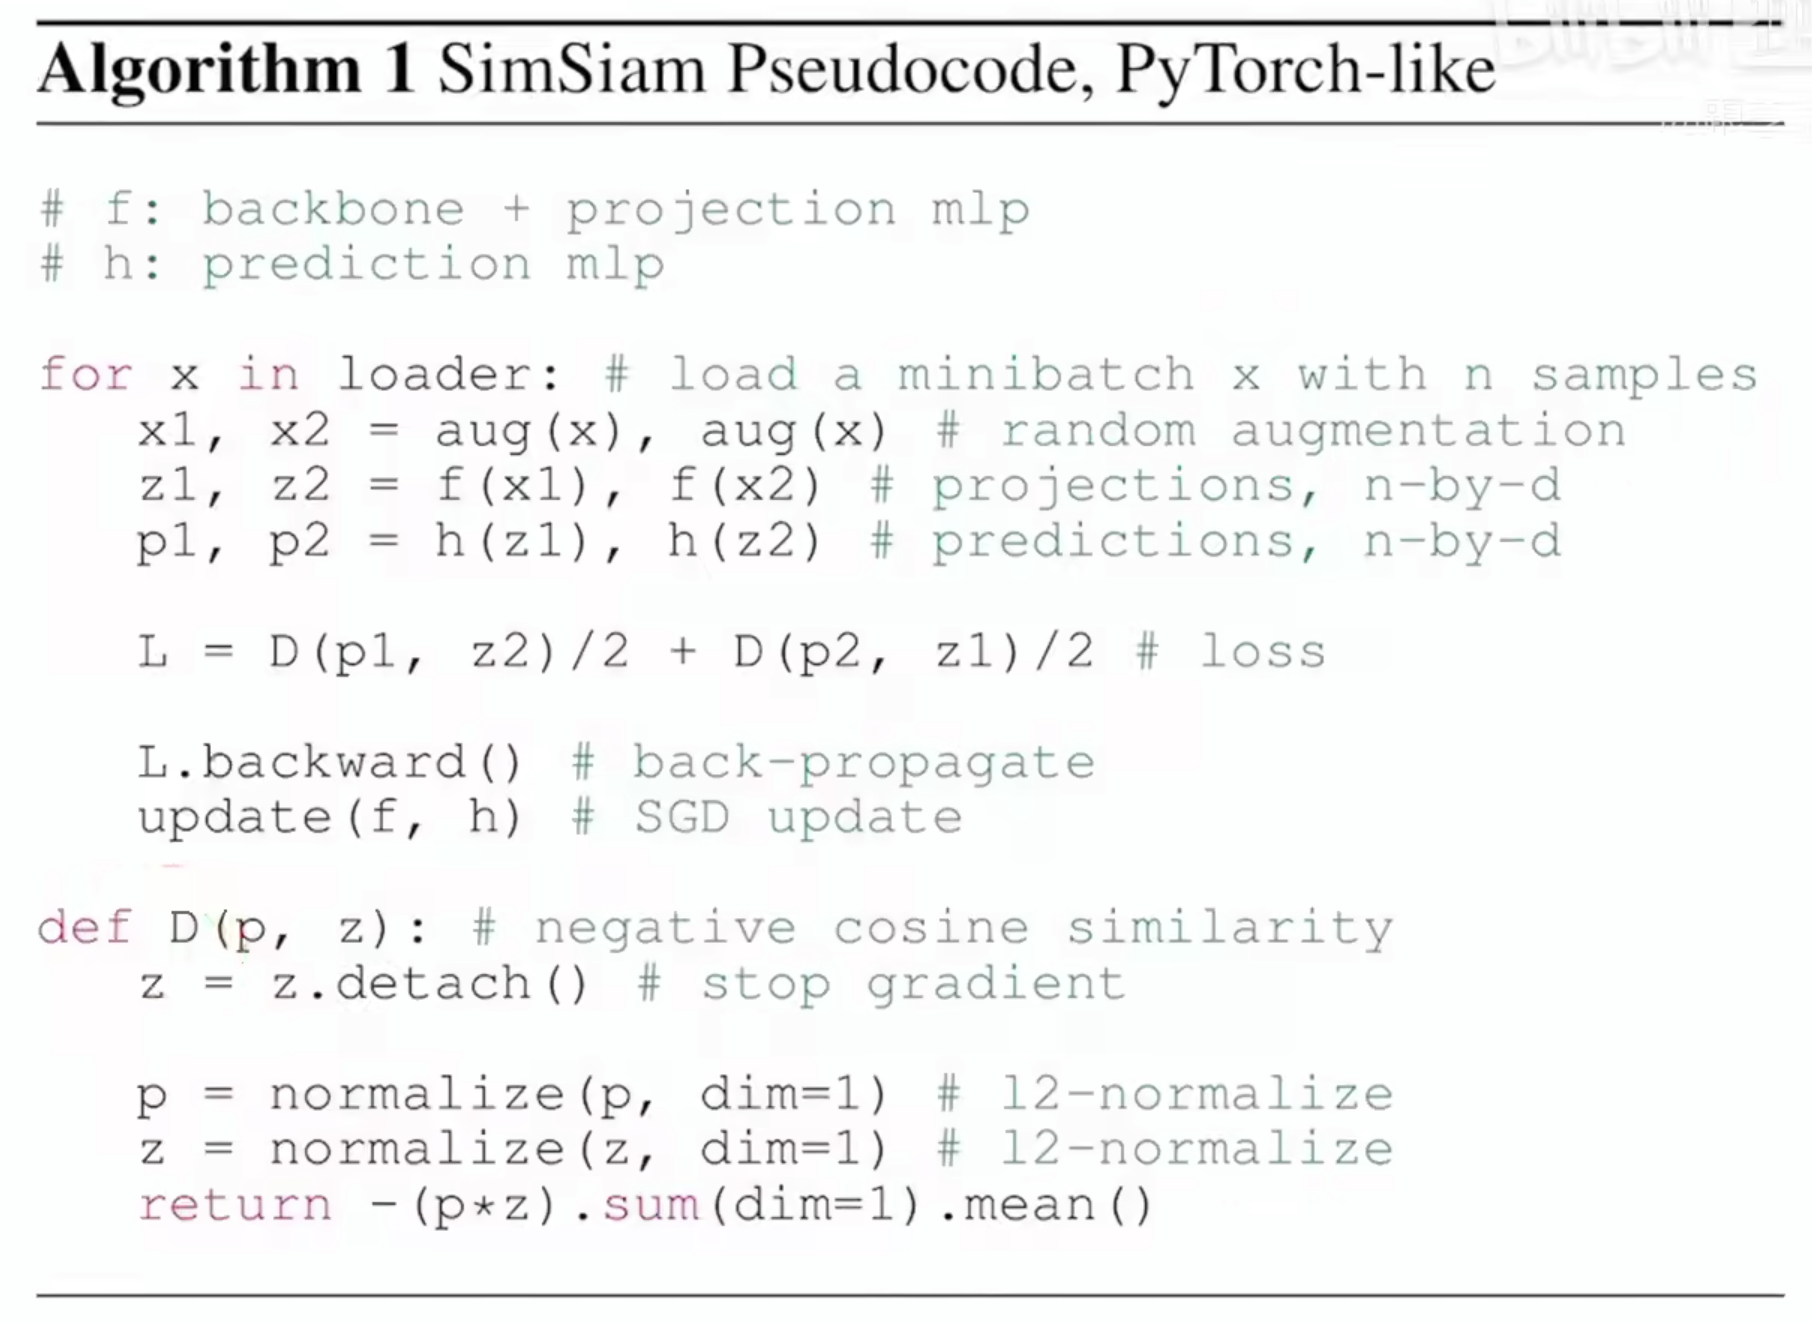 Algorithm 1 SimSiam Pseudocode, PyTorch-like
# f: backbone + projection mlp
# h: prediction mlp
for x in loader: # load a minibatch x with n samples
x1, x2 = aug(x), aug(x) # random augmentation
z1, z2 = f(x1), f(x2) # projections, n-by-d
p1, p2 = h(z1), h(z2) # predictions, n-by-d
L = D(p1, z2)/2 + D(p2, z1)/2 # loss
L.backward() # back-propagate
update(f, h) # SGD update
def D(p, z): # negative cosine similarity
z = z.detach() # stop gradient
p = normalize(p, dim=1) # l2-normalize
z = normalize(z, dim=1) # l2-normalize
return -(p*z).sum(dim=1).mean()